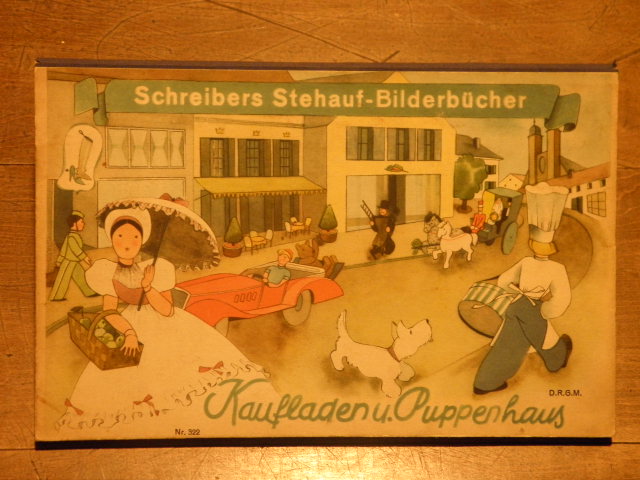 Schreibers Stehauf-Bilderbücher
Kaufladen u. Puppenhaus
D.R.G.M.
Nr. 322